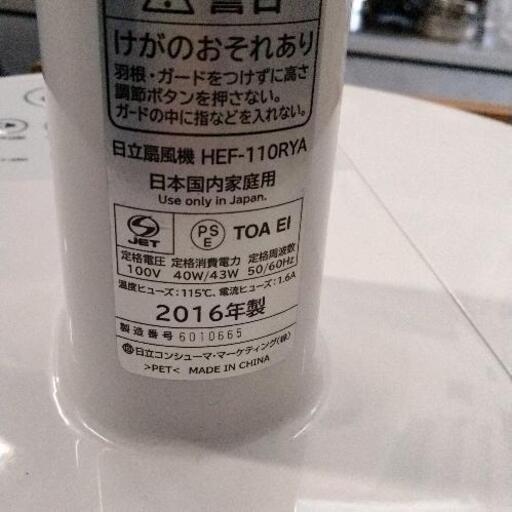 警告
けがのおそれあり
羽根・ガードをつけずに高さ
調節ボタンを押さない。
ガードの中に指などを入れない。
日立扇風機 HEF-110RYA
日本国内家庭用
Use only in Japan.
JET
PS
E
TOA EI
定格電圧 定格消費電力 定格周波数
100V 40W/43W 50/60Hz
温度ヒューズ:115℃、電流ヒューズ:1.6A
2016年製
製造番号 6010665
日立コンシューマ・マーケティング(株)
>PET< MADE IN CHINA